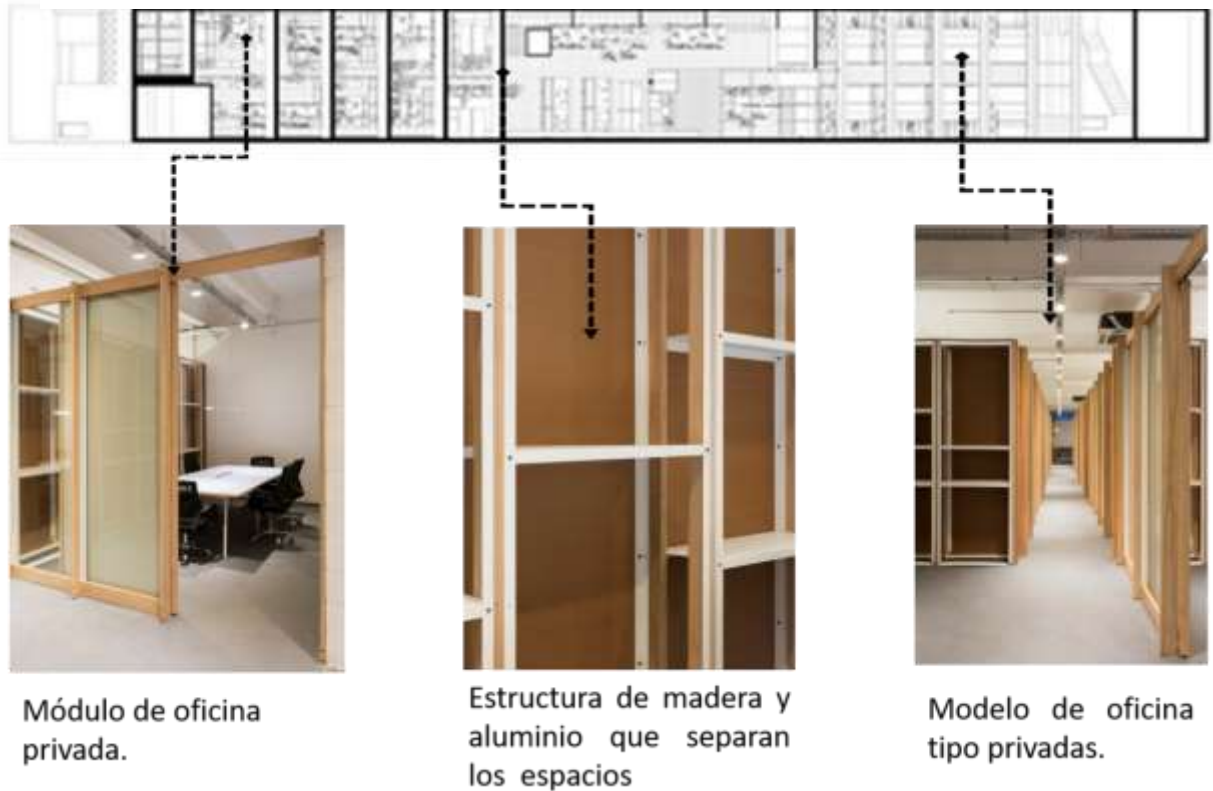 Módulo de oficina
privada.
Estructura de madera y
aluminio que separan
los espacios
Modelo de oficina
tipo privadas.